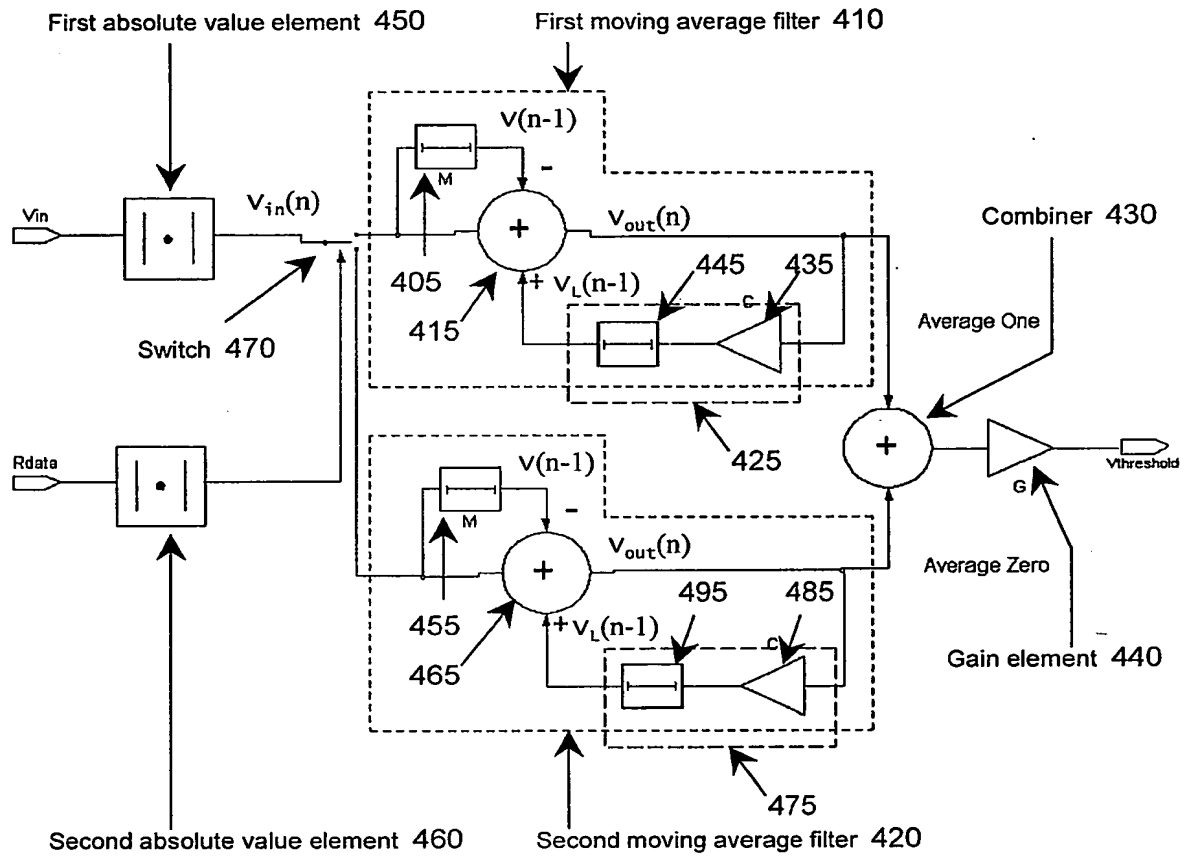 First absolute value element 450
First moving average filter 410
v(n-1)
M
-
Vin
| • |
Vin(n)
+
Vout(n)
Combiner 430
405
+ VL(n-1)
445
435
415
C
Switch 470
Average One
425
+
Rdata
| • |
v(n-1)
M
-
G
Vthreshold
+
Vout(n)
Average Zero
455
+ VL(n-1)
495
485
465
C
Gain element 440
475
Second absolute value element 460
Second moving average filter 420